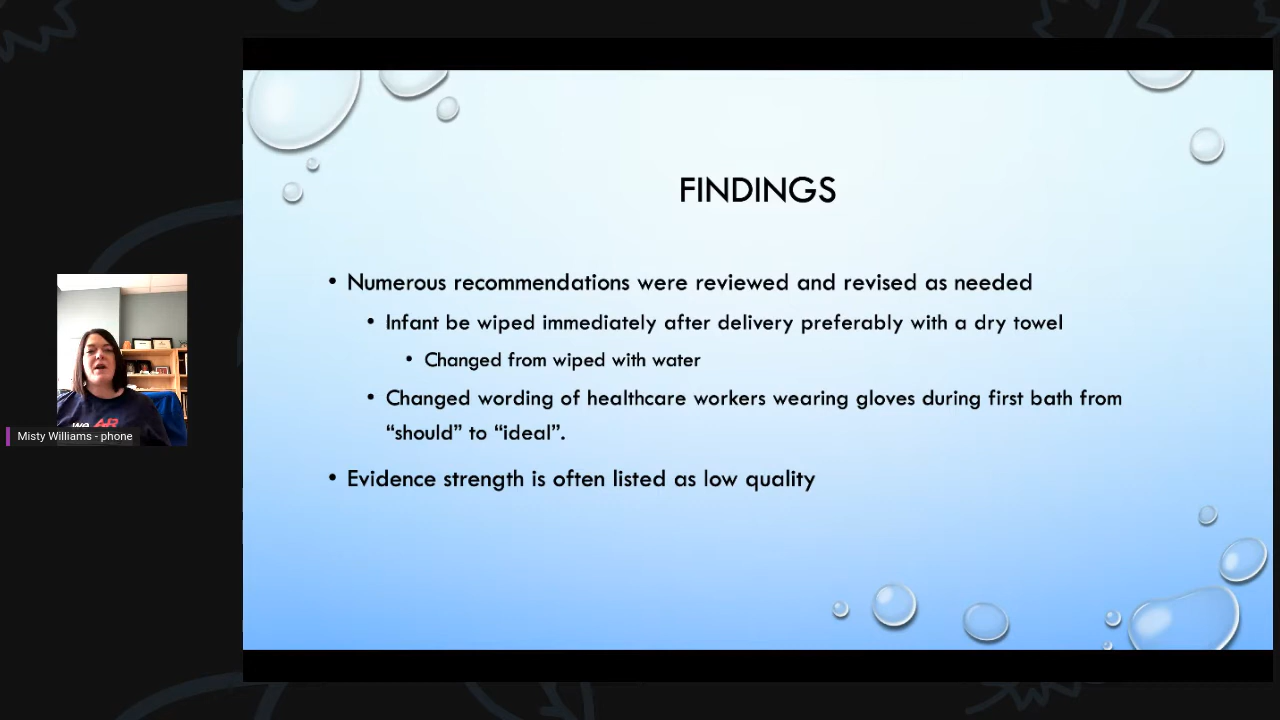 FINDINGS
• Numerous recommendations were reviewed and revised as needed
• Infant be wiped immediately after delivery preferably with a dry towel
• Changed from wiped with water
• Changed wording of healthcare workers wearing gloves during first bath from
“should” to “ideal”.
• Evidence strength is often listed as low quality
we AR
Misty Williams - phone